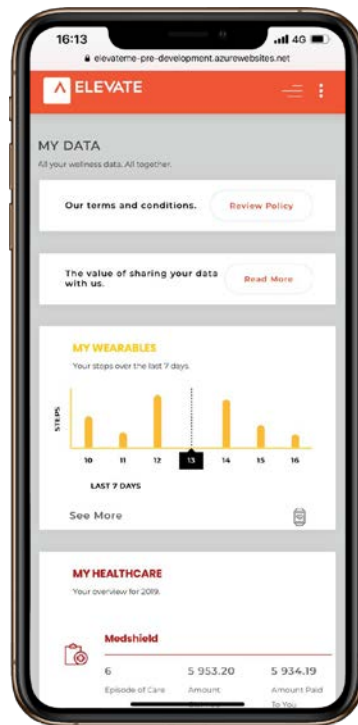 16:13
4G
elevateme-pre-development.azurewebsites.net
ELEVATE
MY DATA
All your wellness data. All together.
Our terms and conditions.
Review Policy
The value of sharing your data
with us.
Read More
MY WEARABLES
Your steps over the last 7 days
STEPS
10 11 12 13 14 15 16
LAST 7 DAYS
See More
MY HEALTHCARE
Your overview for 2019.
Medshield
6 5 953.20 5 934.19
Episode of Care Amount Amount Paid
To You